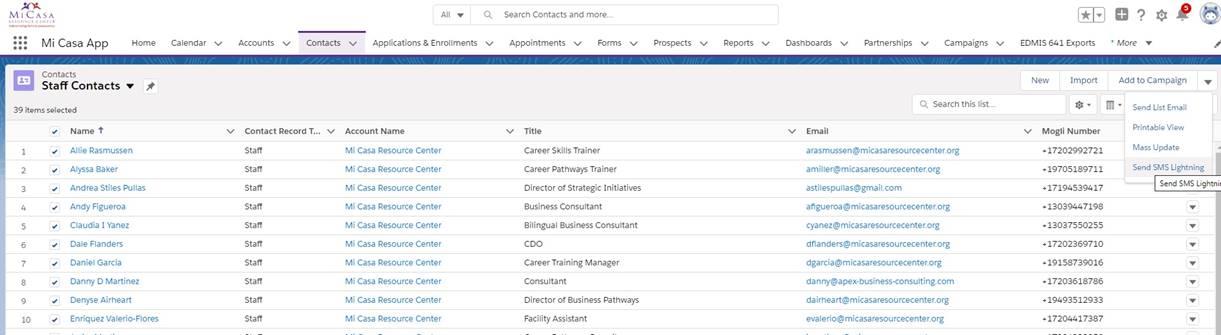 MI CASA
RESOURCE CENTER
All Search Contacts and more... 5
Mi Casa App Home Calendar Accounts Contacts Applications & Enrollments Appointments Forms Prospects Reports Dashboards Partnerships Campaigns EDMIS 641 Exports * More
Contacts
Staff Contacts
New Import Add to Campaign
39 items selected
Search this list...
Send List Email
Printable View
Mass Update
Send SMS Lightning
Send SMS Lightnin
Name ↑ Contact Record T... Account Name Title Email Mogli Number
1 Allie Rasmussen Staff Mi Casa Resource Center Career Skills Trainer arasmussen@micasaresourcecenter.org +17202992721
2 Alyssa Baker Staff Mi Casa Resource Center Career Pathways Trainer amiller@micasaresourcecenter.org +19705189711
3 Andrea Stiles Pullas Staff Mi Casa Resource Center Director of Strategic Initiatives astilespullas@gmail.com +17194539417
4 Andy Figueroa Staff Mi Casa Resource Center Business Consultant afigueroa@micasaresourcecenter.org +13039447198
5 Claudia I Yanez Staff Mi Casa Resource Center Bilingual Business Consultant cyanez@micasaresourcecenter.org +13037550255
6 Dale Flanders Staff Mi Casa Resource Center CDO dflanders@micasaresourcecenter.org +17202369710
7 Daniel Garcia Staff Mi Casa Resource Center Career Training Manager dgarcia@micasaresourcecenter.org +19158739016
8 Danny D Martinez Staff Mi Casa Resource Center Consultant danny@apex-business-consulting.com +17203618786
9 Denyse Airheart Staff Mi Casa Resource Center Director of Business Pathways dairheart@micasaresourcecenter.org +19493512933
10 Enriquez Valerio-Flores Staff Mi Casa Resource Center Facility Assistant evalerio@micasaresourcecenter.org +17204417387